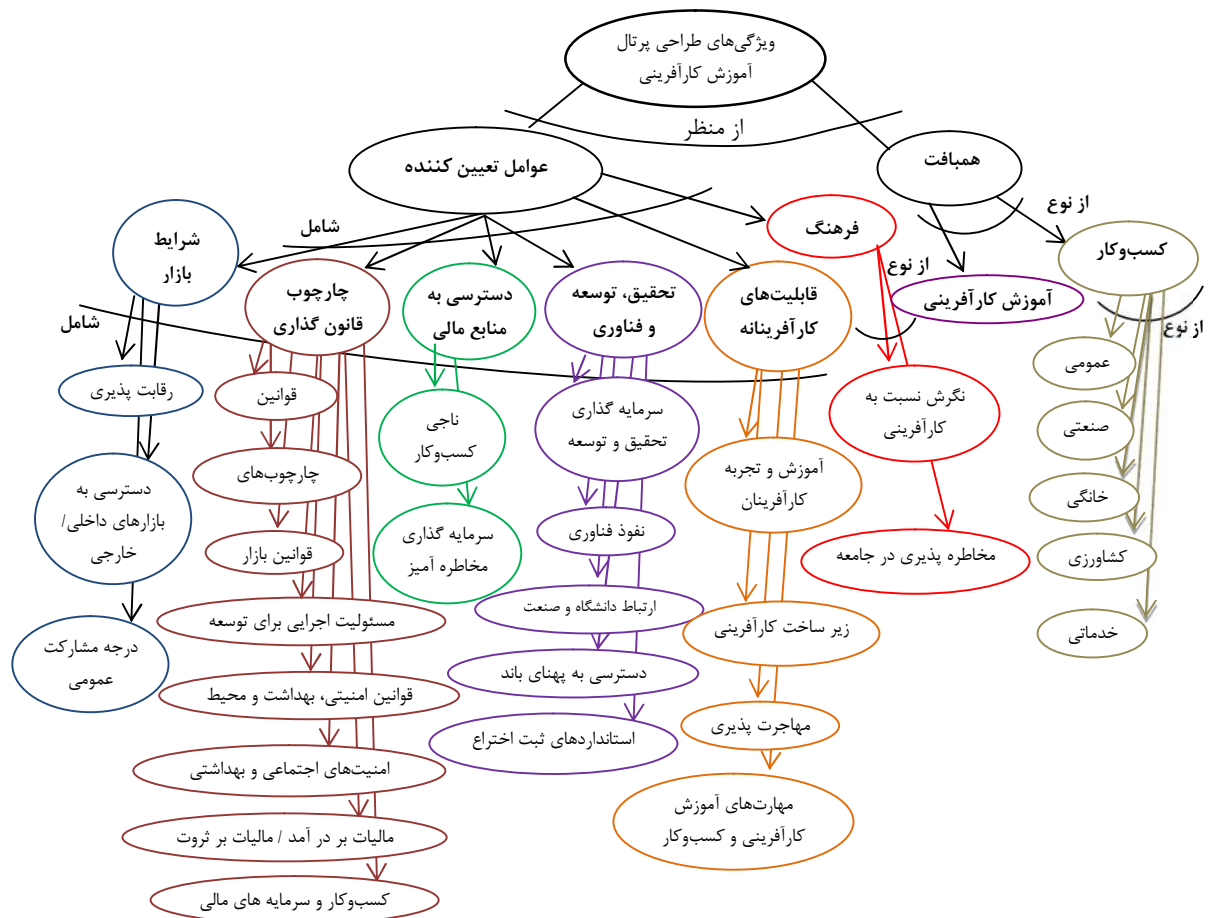 ویژگی‌های طراحی پرتال
آموزش کارآفرینی
از منظر
همبافت
عوامل تعیین کننده
از نوع
شامل
فرهنگ
شرایط
بازار
کسب‌وکار
از نوع
آموزش کارآفرینی
قابلیت‌های
کارآفرینانه
تحقیق، توسعه
و فناوری
دسترسی به
منابع مالی
چارچوب
قانون گذاری
شامل
از نوع
عمومی
صنعتی
خانگی
کشاورزی
خدماتی
نگرش نسبت به
کارآفرینی
مخاطره پذیری در جامعه
آموزش و تجربه
کارآفرینان
زیر ساخت کارآفرینی
مهاجرت پذیری
مهارت‌های آموزش
کارآفرینی و کسب‌وکار
سرمایه گذاری
تحقیق و توسعه
نفوذ فناوری
ارتباط دانشگاه و صنعت
دسترسی به پهنای باند
استانداردهای ثبت اختراع
ناجی
کسب‌وکار
سرمایه گذاری
مخاطره آمیز
قوانین
چارچوب‌های
قوانین بازار
مسئولیت اجرایی برای توسعه
قوانین امنیتی، بهداشت و محیط
امنیت‌های اجتماعی و بهداشتی
مالیات بر در آمد / مالیات بر ثروت
کسب‌وکار و سرمایه های مالی
رقابت پذیری
دسترسی به
بازارهای داخلی/
خارجی
درجه مشارکت
عمومی